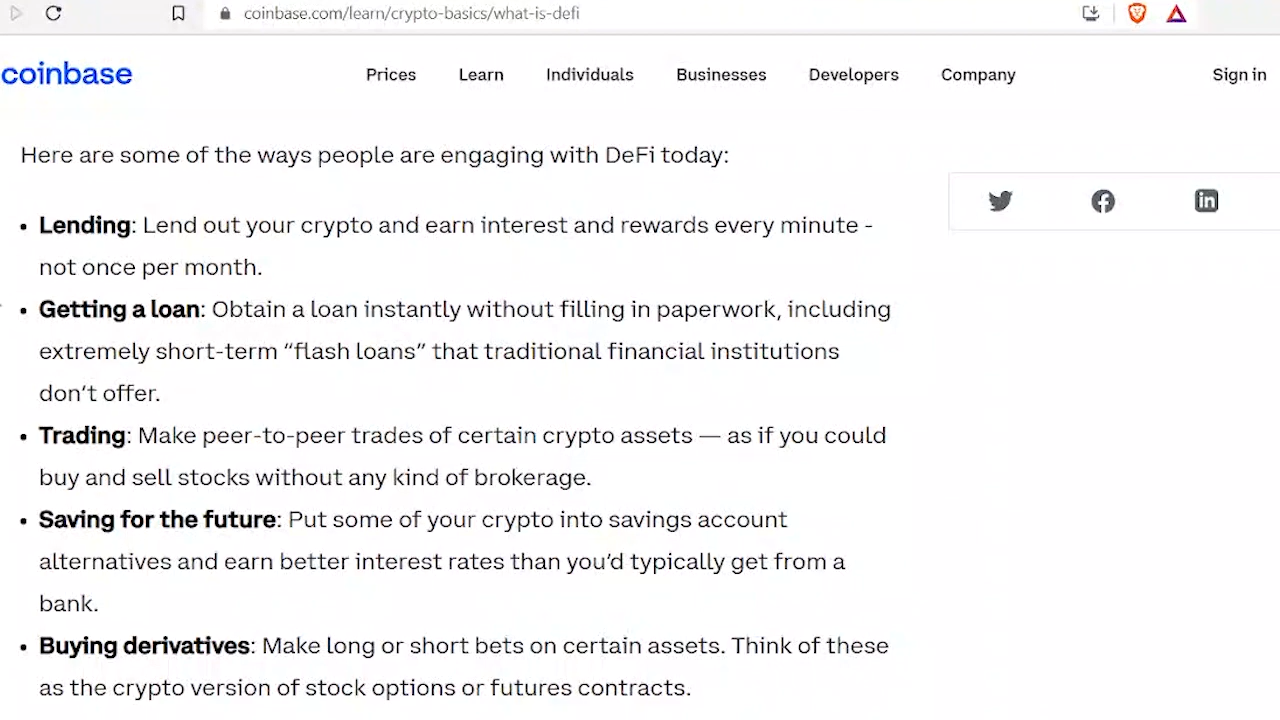 coinbase.com/learn/crypto-basics/what-is-defi
coinbase
Prices Learn Individuals Businesses Developers Company Sign in
Here are some of the ways people are engaging with DeFi today:
• Lending: Lend out your crypto and earn interest and rewards every minute -
not once per month.
• Getting a loan: Obtain a loan instantly without filling in paperwork, including
extremely short-term “flash loans” that traditional financial institutions
don’t offer.
• Trading: Make peer-to-peer trades of certain crypto assets — as if you could
buy and sell stocks without any kind of brokerage.
• Saving for the future: Put some of your crypto into savings account
alternatives and earn better interest rates than you’d typically get from a
bank.
• Buying derivatives: Make long or short bets on certain assets. Think of these
as the crypto version of stock options or futures contracts.